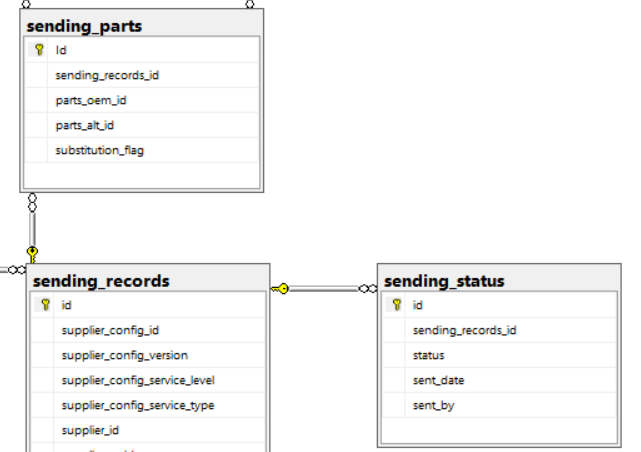 sending_parts
Id
sending_records_id
parts_oem_id
parts_alt_id
substitution_flag
sending_records
id
supplier_config_id
supplier_config_version
supplier_config_service_level
supplier_config_service_type
supplier_id
sending_status
id
sending_records_id
status
sent_date
sent_by